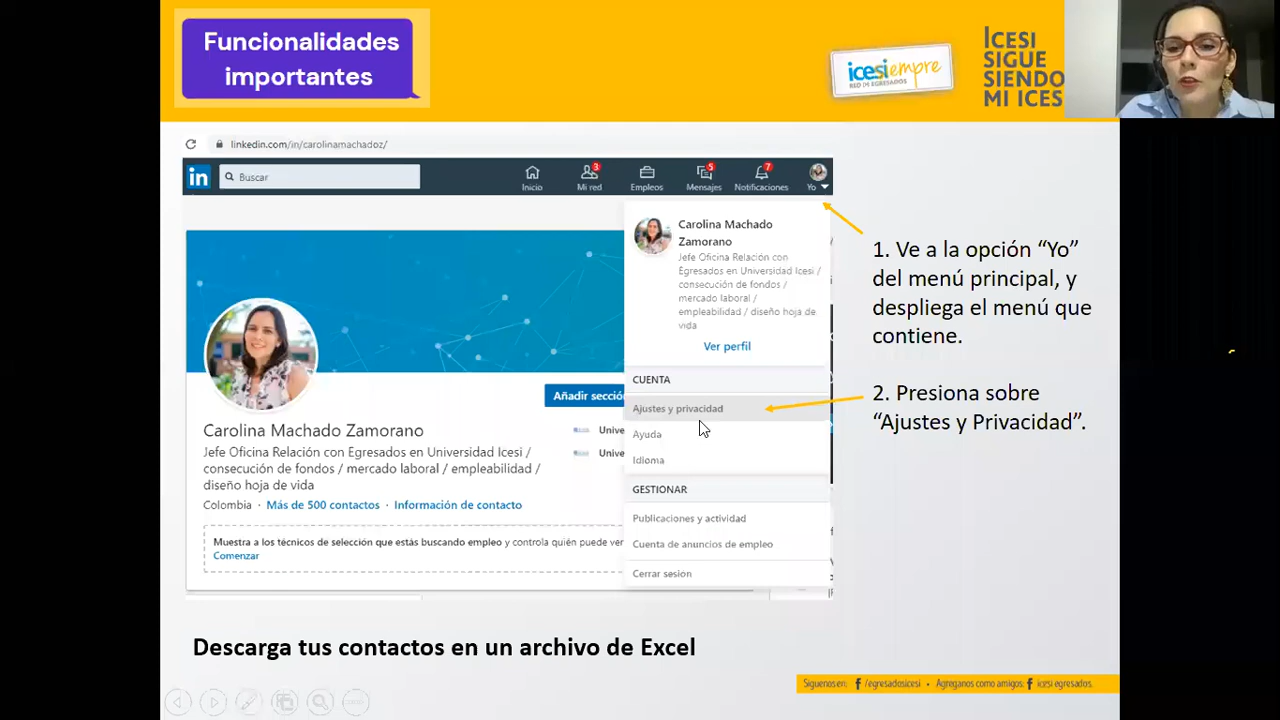 Funcionalidades
importantes
icesiempre
RED DE EGRESADOS
ICESI
SIGUE
SIENDO
MI ICES
linkedin.com/in/carolinamachadoz/
in
Buscar
Inicio
3
Mi red
Empleos
5
Mensajes
7
Notificaciones
Yo
Carolina Machado
Zamorano
Jefe Oficina Relación con
Egresados en Universidad Icesi /
consecución de fondos /
mercado laboral /
empleabilidad / diseño hoja de
vida
Ver perfil
CUENTA
Ajustes y privacidad
Ayuda
Idioma
GESTIONAR
Publicaciones y actividad
Cuenta de anuncios de empleo
Cerrar sesión
Añadir secció
Unive
Unive
Carolina Machado Zamorano
Jefe Oficina Relación con Egresados en Universidad Icesi /
consecución de fondos / mercado laboral / empleabilidad /
diseño hoja de vida
Colombia · Más de 500 contactos · Información de contacto
Muestra a los técnicos de selección que estás buscando empleo y controla quién puede ver
Comenzar
1. Ve a la opción “Yo”
del menú principal, y
despliega el menú que
contiene.
2. Presiona sobre
“Ajustes y Privacidad”.
Descarga tus contactos en un archivo de Excel
Síguenos en: f /egresadosicesi • Agréganos como amigos: f icesi egresados.